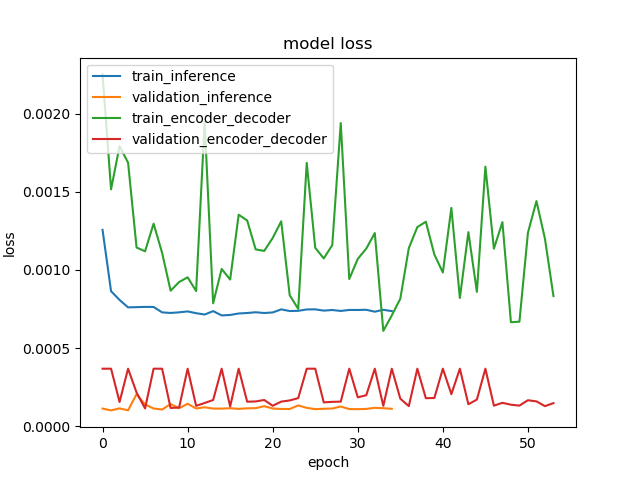 model loss
train_inference
validation_inference
train_encoder_decoder
validation_encoder_decoder
loss
0.0020
0.0015
0.0010
0.0005
0.0000
0 10 20 30 40 50
epoch